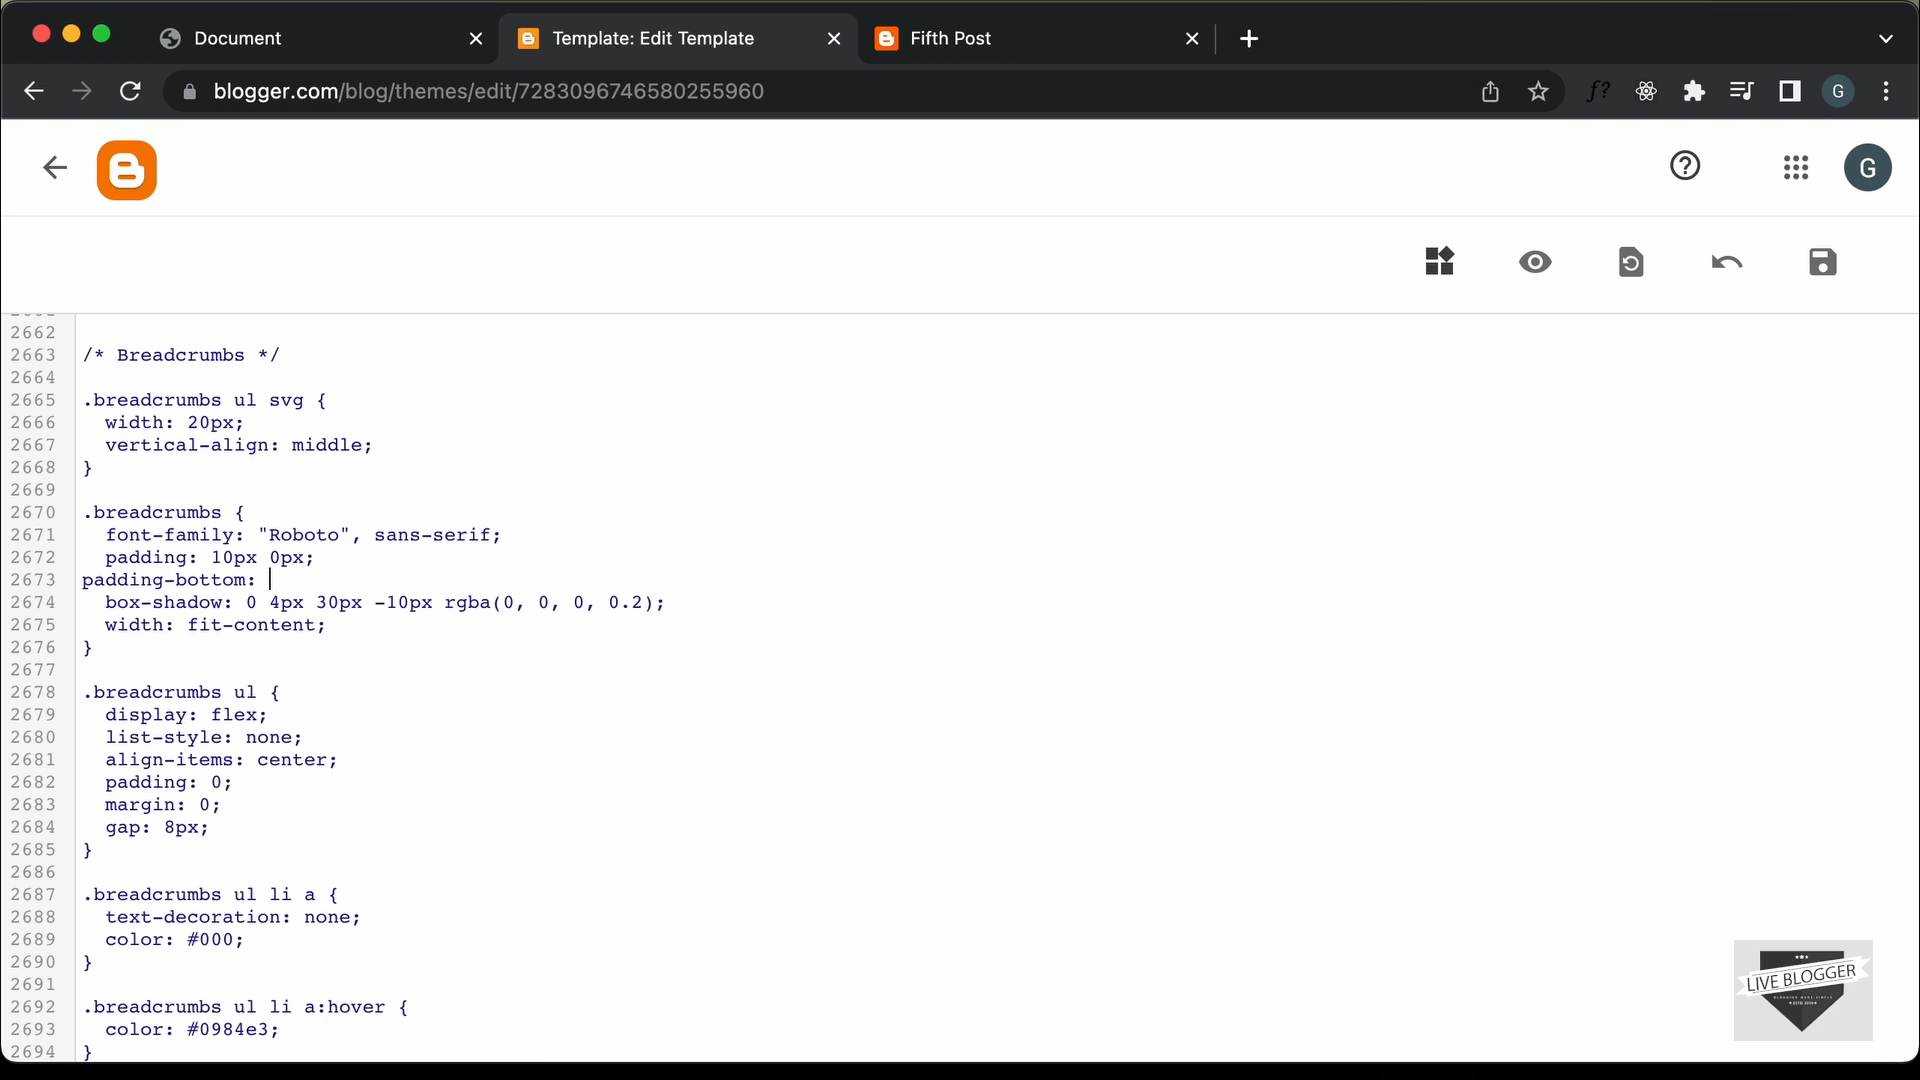 Document
Template: Edit Template
Fifth Post
blogger.com/blog/themes/edit/7283096746580255960
f?
G
G
2662
2663 /* Breadcrumbs */
2664
2665 .breadcrumbs ul svg {
2666 width: 20px;
2667 vertical-align: middle;
2668 }
2669
2670 .breadcrumbs {
2671 font-family: "Roboto", sans-serif;
2672 padding: 10px 0px;
2673 padding-bottom:
2674 box-shadow: 0 4px 30px -10px rgba(0, 0, 0, 0.2);
2675 width: fit-content;
2676 }
2677
2678 .breadcrumbs ul {
2679 display: flex;
2680 list-style: none;
2681 align-items: center;
2682 padding: 0;
2683 margin: 0;
2684 gap: 8px;
2685 }
2686
2687 .breadcrumbs ul li a {
2688 text-decoration: none;
2689 color: #000;
2690 }
2691
2692 .breadcrumbs ul li a:hover {
2693 color: #0984e3;
2694 }
LIVE BLOGGER